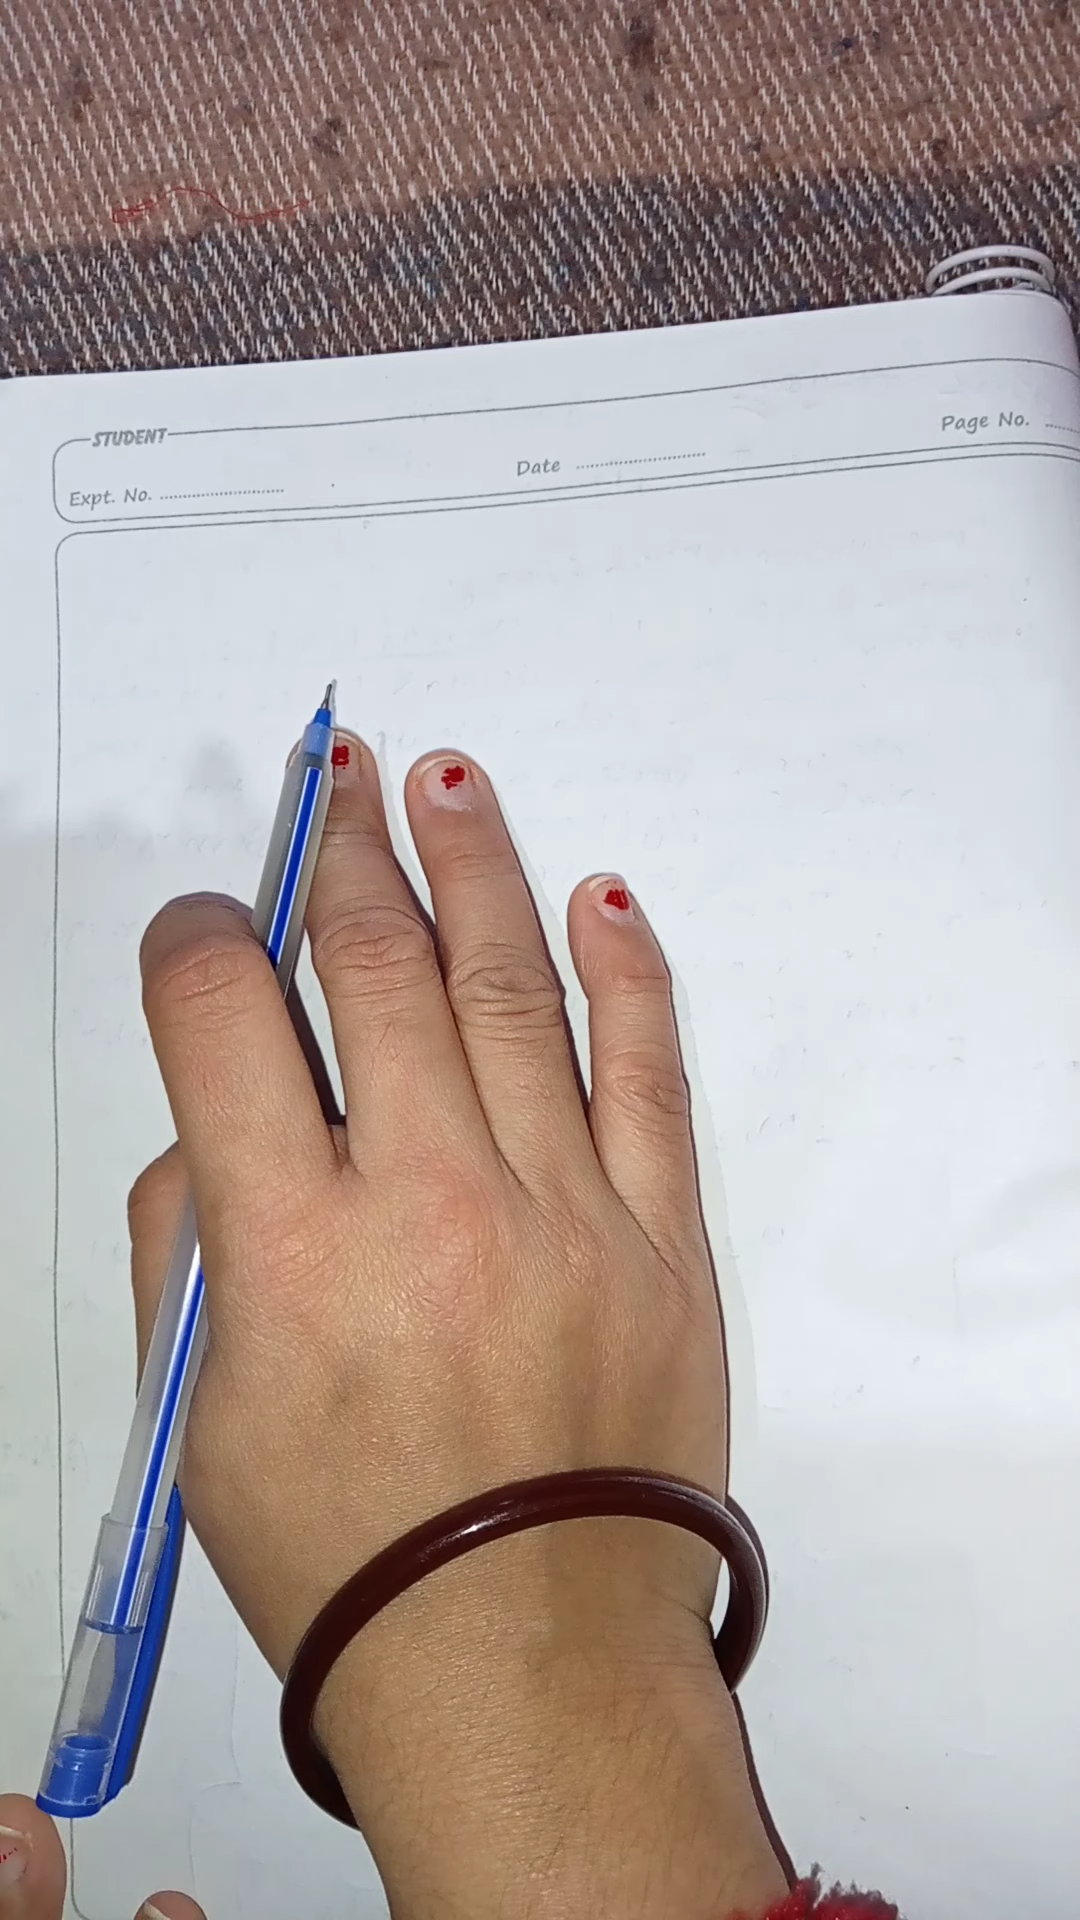 STUDENT
Page No. ........
Date ..............................
Expt. No. ..............................